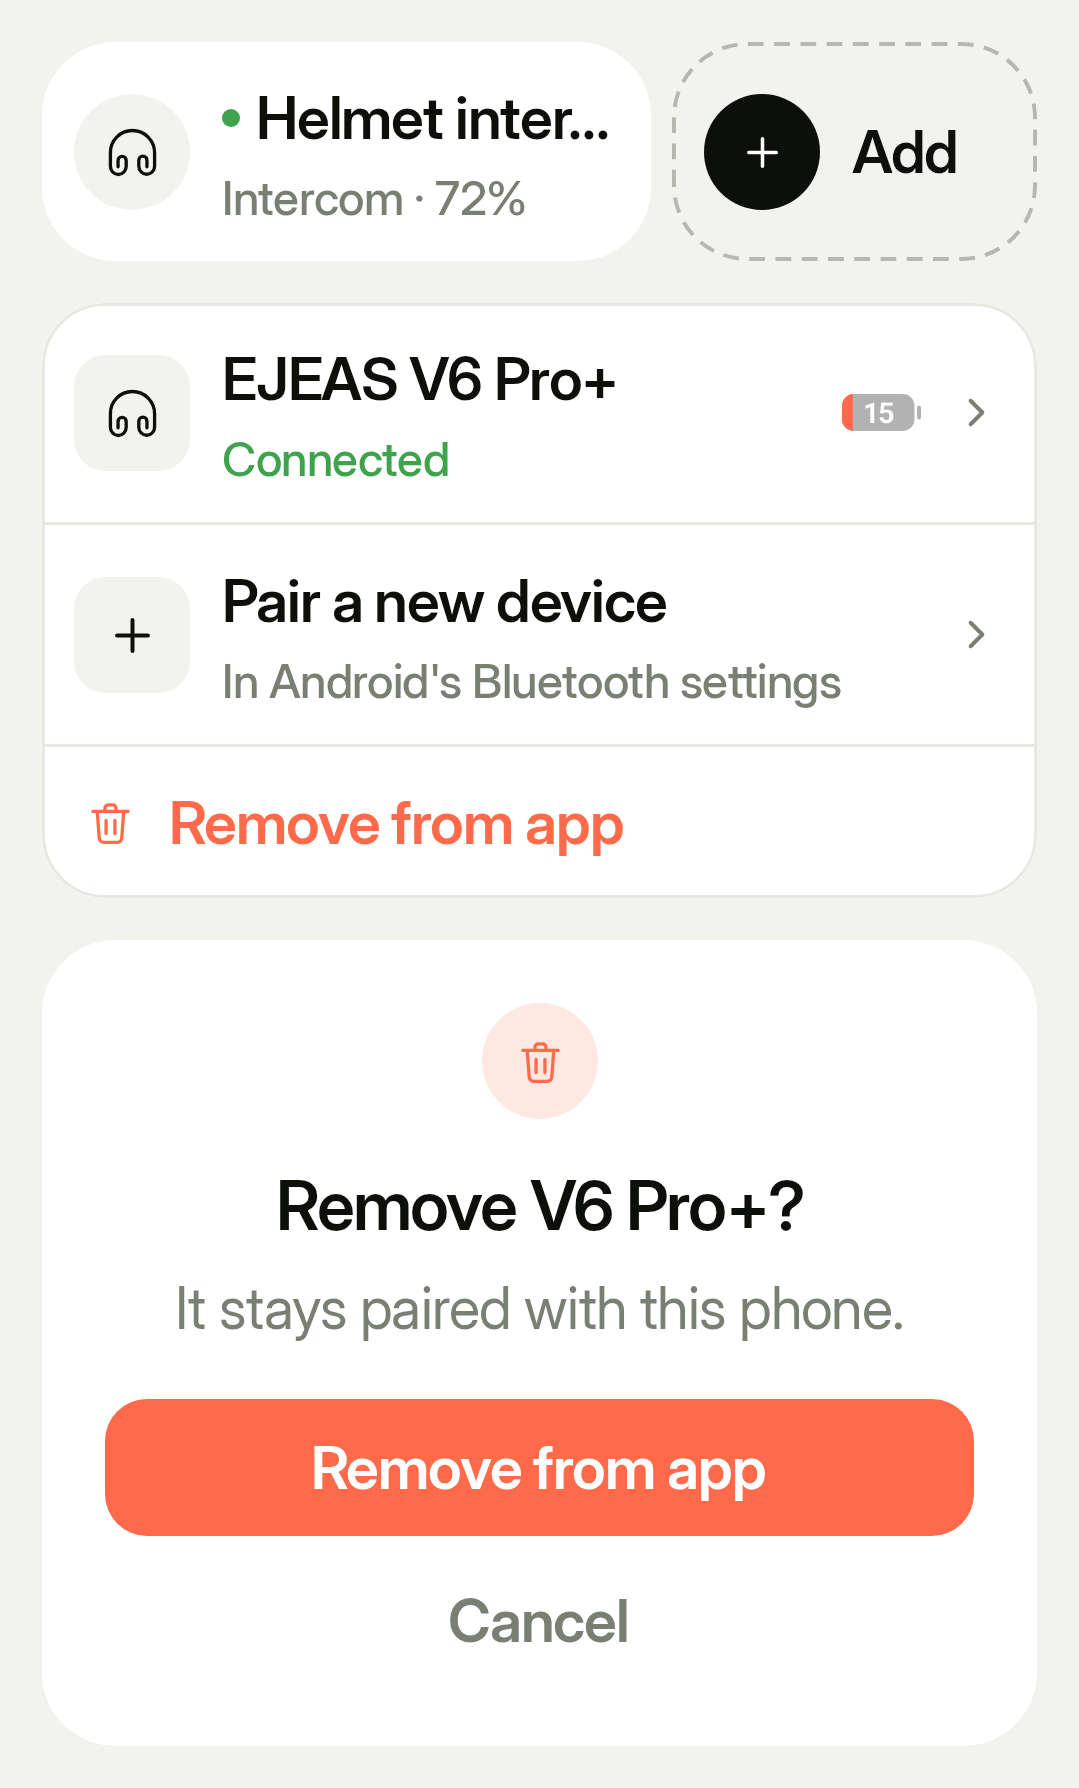 Helmet inter...
Intercom · 72%
Add
EJEAS V6 Pro+
Connected
15
Pair a new device
In Android's Bluetooth settings
Remove from app
Remove V6 Pro+?
It stays paired with this phone.
Remove from app
Cancel